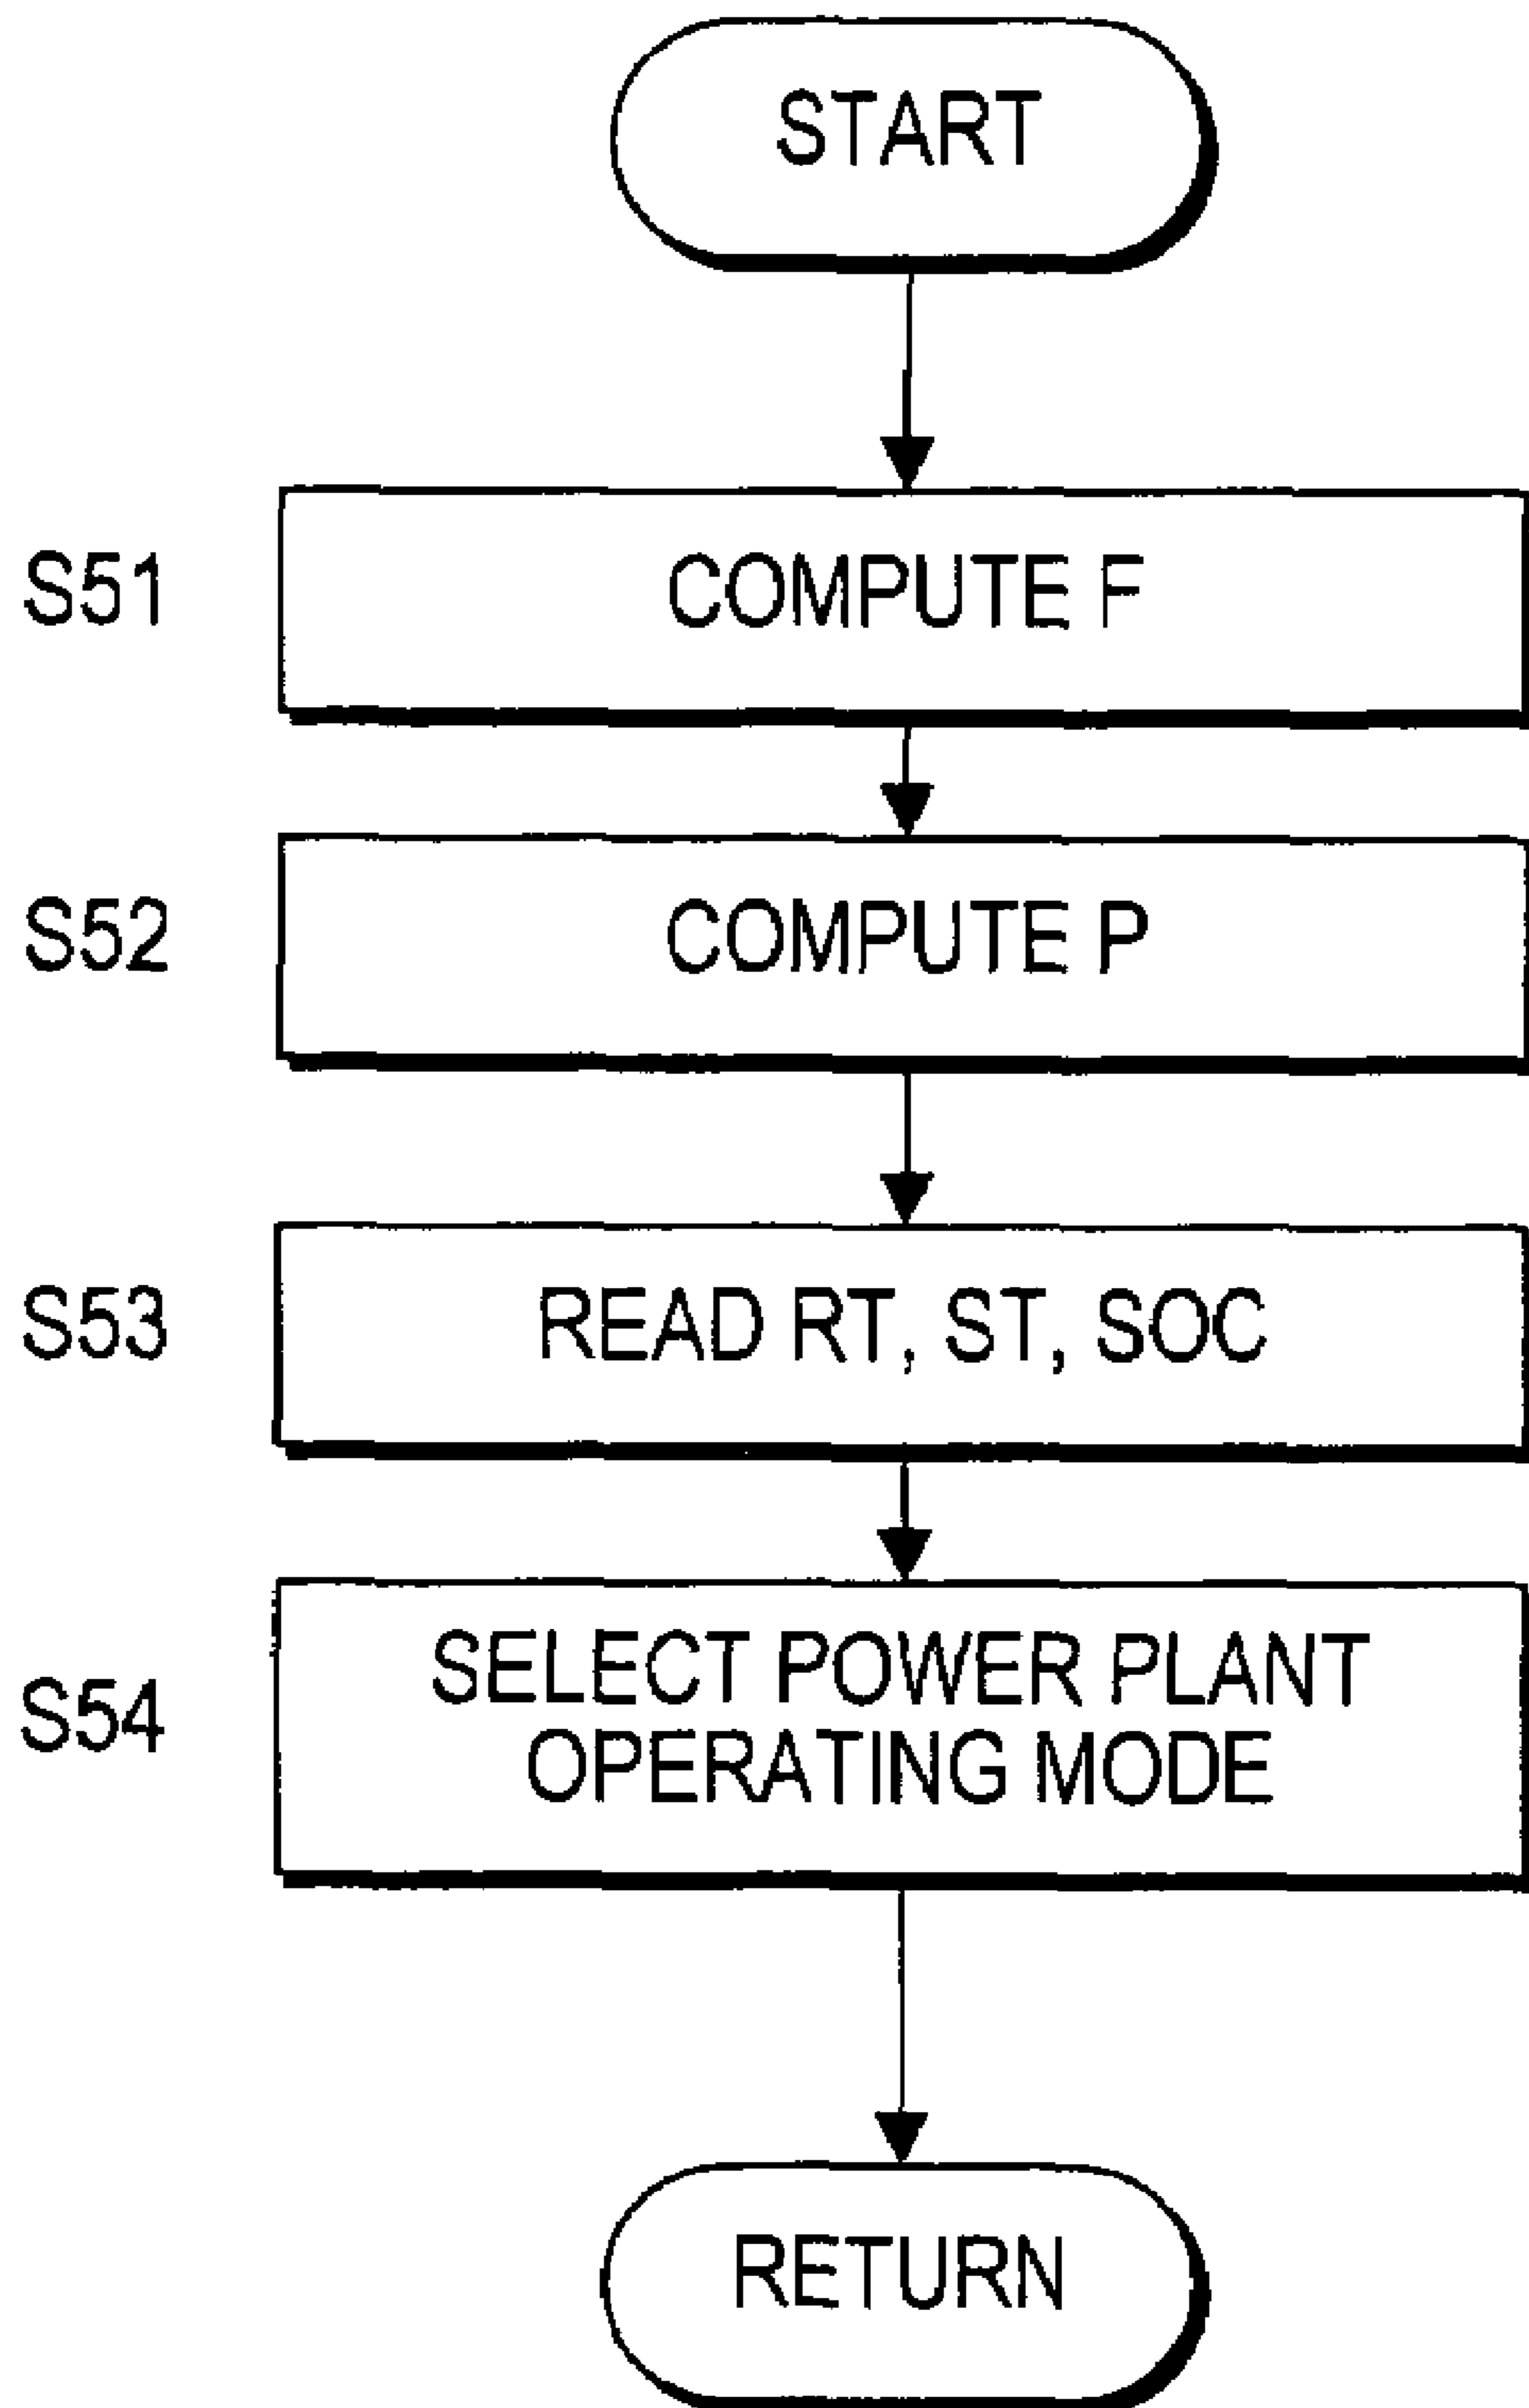 START
S51
COMPUTE F
S52
COMPUTE P
S53
READ RT, ST, SOC
S54
SELECT POWER PLANT
OPERATING MODE
RETURN